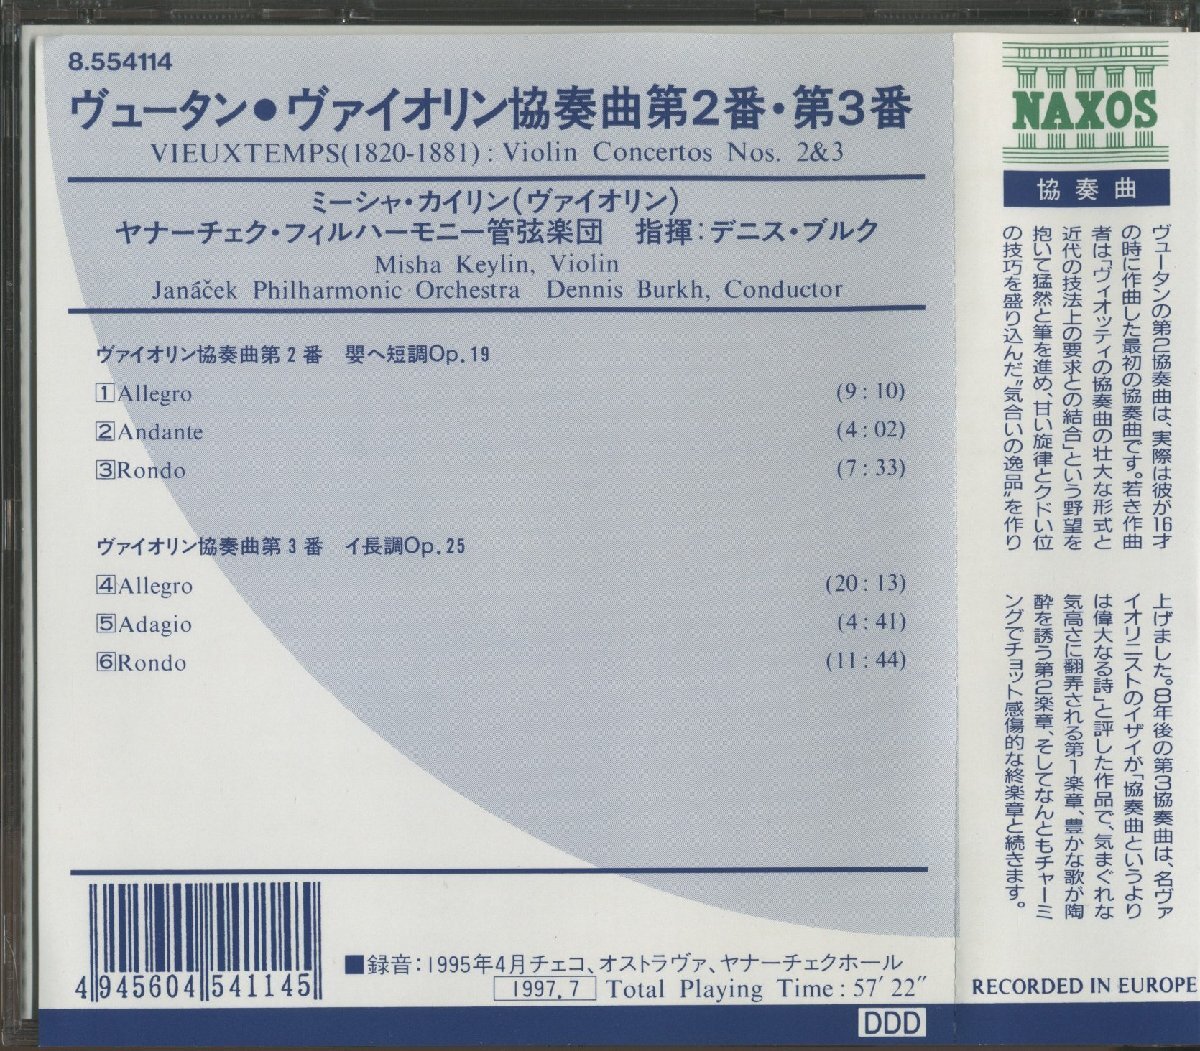 8.554114
ヴュータン●ヴァイオリン協奏曲第2番・第3番
VIEUXTEMPS(1820-1881) : Violin Concertos Nos. 2&3
ミーシャ・カイリン(ヴァイオリン)
ヤナーチェク・フィルハーモニー管弦楽団　指揮：デニス・ブルク
Misha Keylin, Violin
Janáček Philharmonic Orchestra Dennis Burkh, Conductor
ヴァイオリン協奏曲第2番　嬰ヘ短調Op.19
1 Allegro (9 : 10)
2 Andante (4 : 02)
3 Rondo (7 : 33)
ヴァイオリン協奏曲第3番　イ長調Op.25
4 Allegro (20 : 13)
5 Adagio (4 : 41)
6 Rondo (11 : 44)
4 945604 541145
■録音：1995年4月チェコ、オストラヴァ、ヤナーチェクホール
1997.7 Total Playing Time : 57′ 22″
DDD
NAXOS
協奏曲
ヴュータンの第2協奏曲は、実際は彼が16才
の時に作曲した最初の協奏曲です。若き作曲
者は「ヴィオッティの協奏曲の壮大な形式と
近代の技法上の要求との結合」という野望を
抱いて猛然と筆を進め、甘い旋律とクドい位
の技巧を盛り込んだ"気合いの逸品"を作り
上げました。8年後の第3協奏曲は、名ヴァ
イオリニストのイザイが「協奏曲というより
は偉大なる詩」と評した作品で、気まぐれな
気高さに翻弄される第1楽章、豊かな歌が陶
酔を誘う第2楽章、そしてなんともチャーミ
ングでチョット感傷的な終楽章と続きます。
RECORDED IN EUROPE